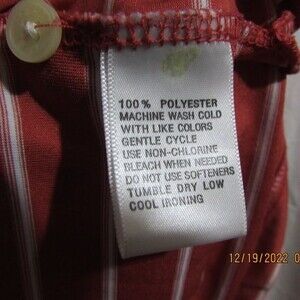 100% POLYESTER
MACHINE WASH COLD
WITH LIKE COLORS
GENTLE CYCLE
USE NON-CHLORINE
BLEACH WHEN NEEDED
DO NOT USE SOFTENERS
TUMBLE DRY LOW
COOL IRONING
12/19/2022 0